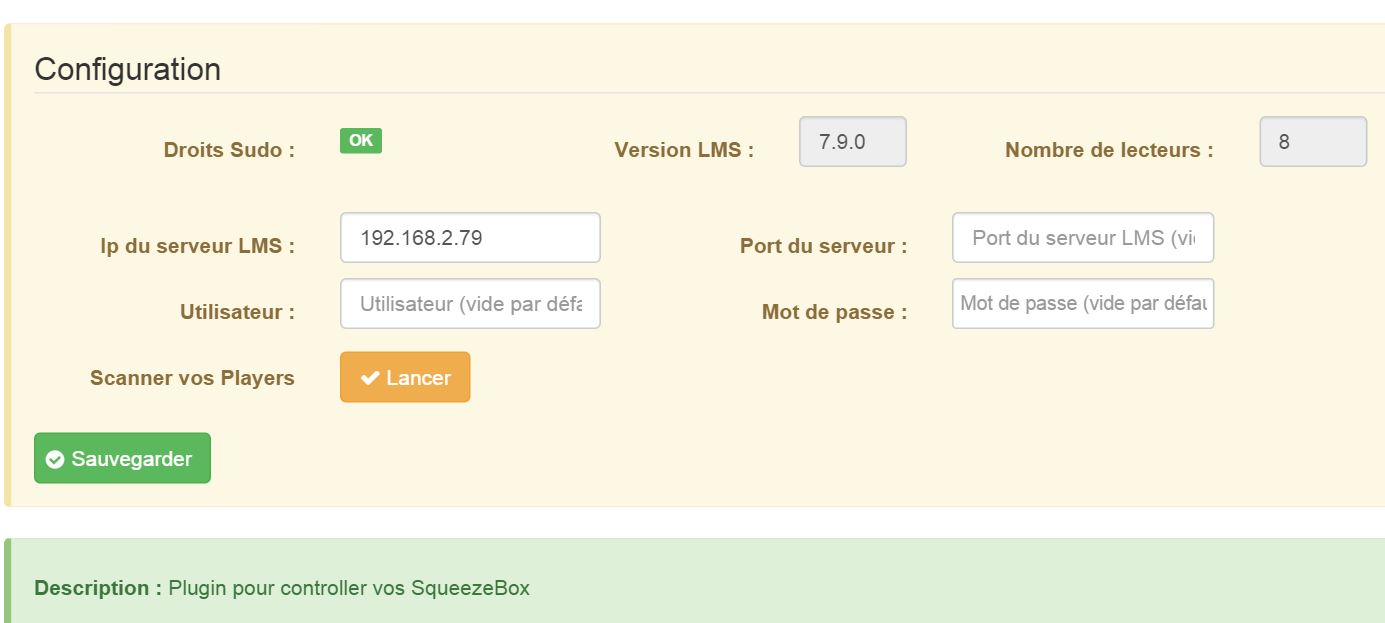 Configuration
Droits Sudo : OK Version LMS : 7.9.0 Nombre de lecteurs : 8
Ip du serveur LMS : 192.168.2.79 Port du serveur : Port du serveur LMS (vi
Utilisateur : Utilisateur (vide par défa Mot de passe : Mot de passe (vide par défau
Scanner vos Players Lancer
Sauvegarder
Description : Plugin pour controller vos SqueezeBox